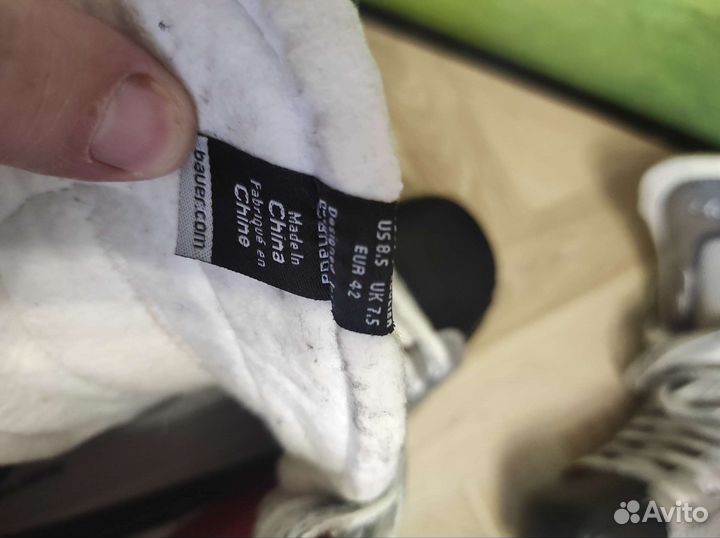 US 8.5 UK 7.5
EUR 42
Designed
Canada
Made In
China
Fabriqué en
Chine
bauer.com
Avito